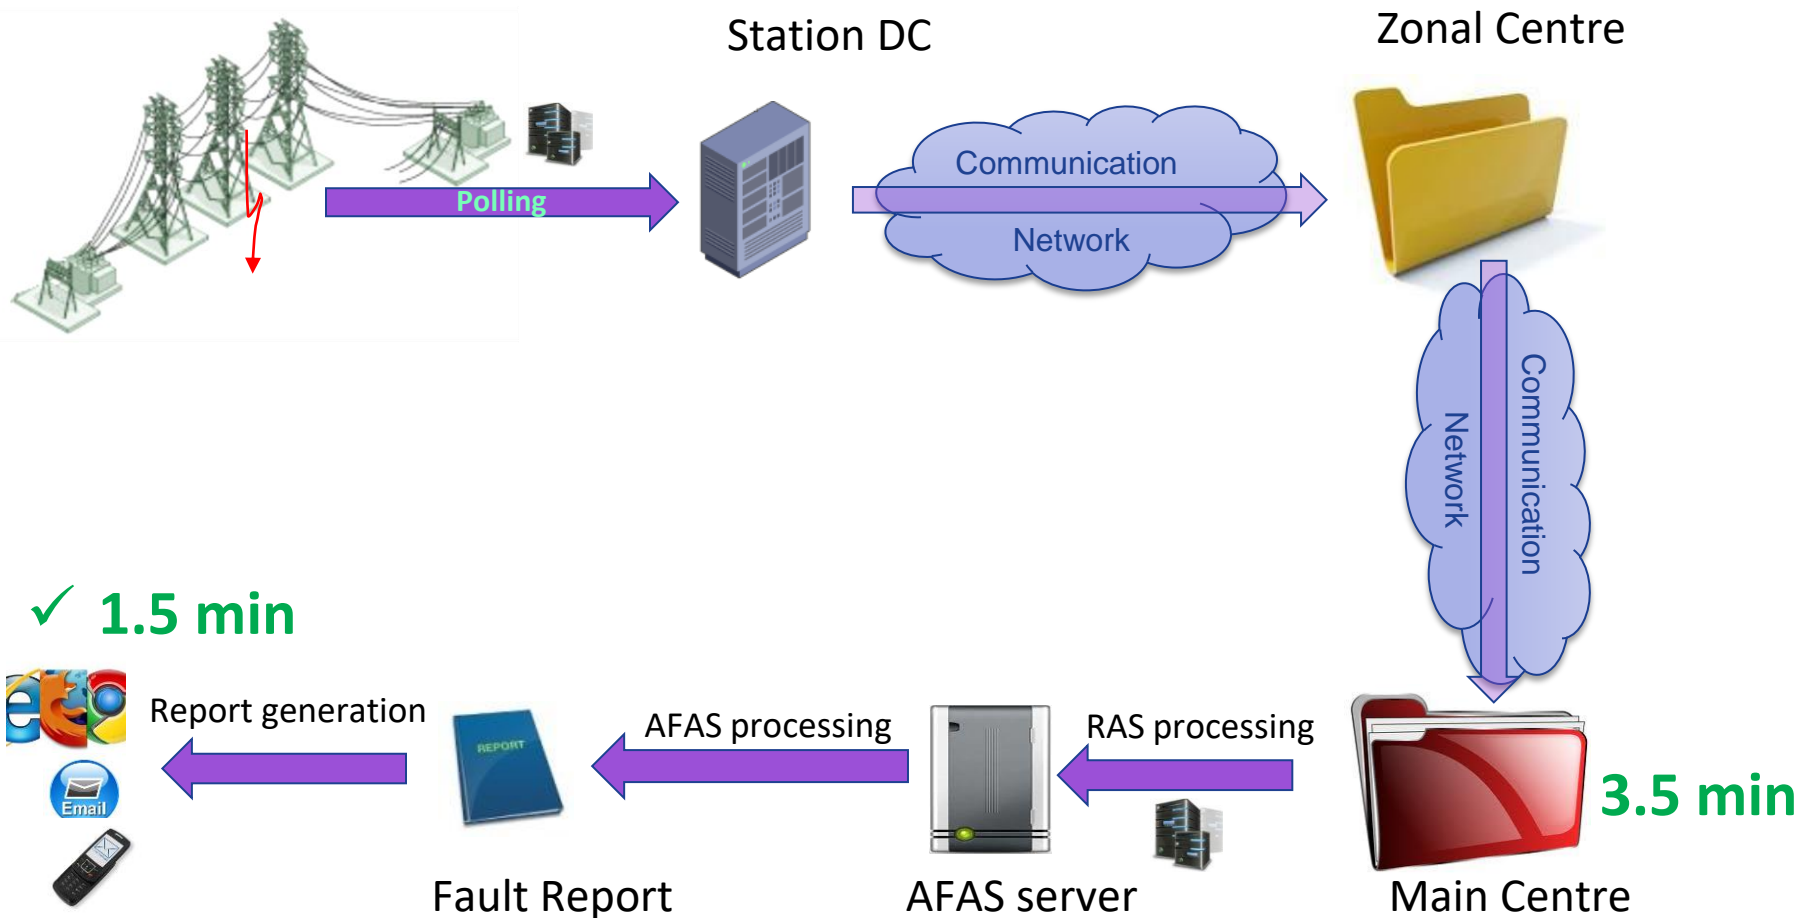 Station DC
Zonal Centre
Polling
Communication
Network
Communication
Network
✓ 1.5 min
Report generation
REPORT
AFAS processing
RAS processing
3.5 min
Email
Fault Report
AFAS server
Main Centre